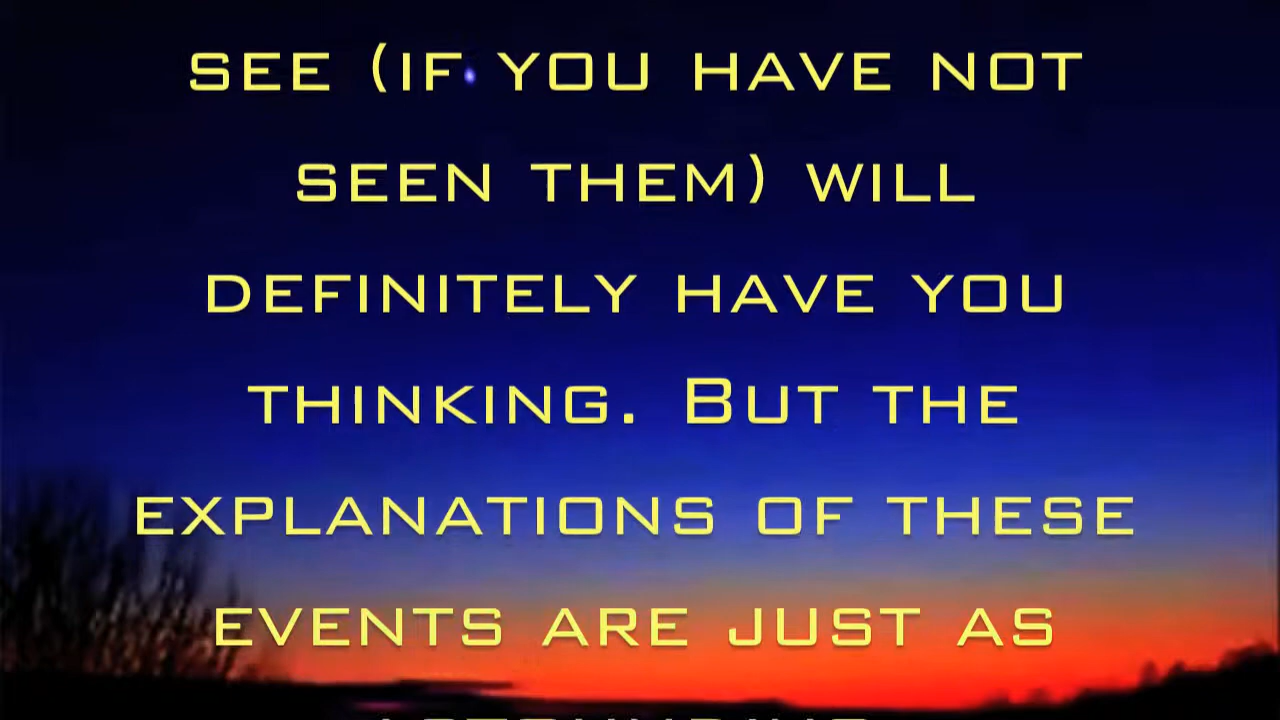 SEE (IF YOU HAVE NOT
SEEN THEM) WILL
DEFINITELY HAVE YOU
THINKING. BUT THE
EXPLANATIONS OF THESE
EVENTS ARE JUST AS